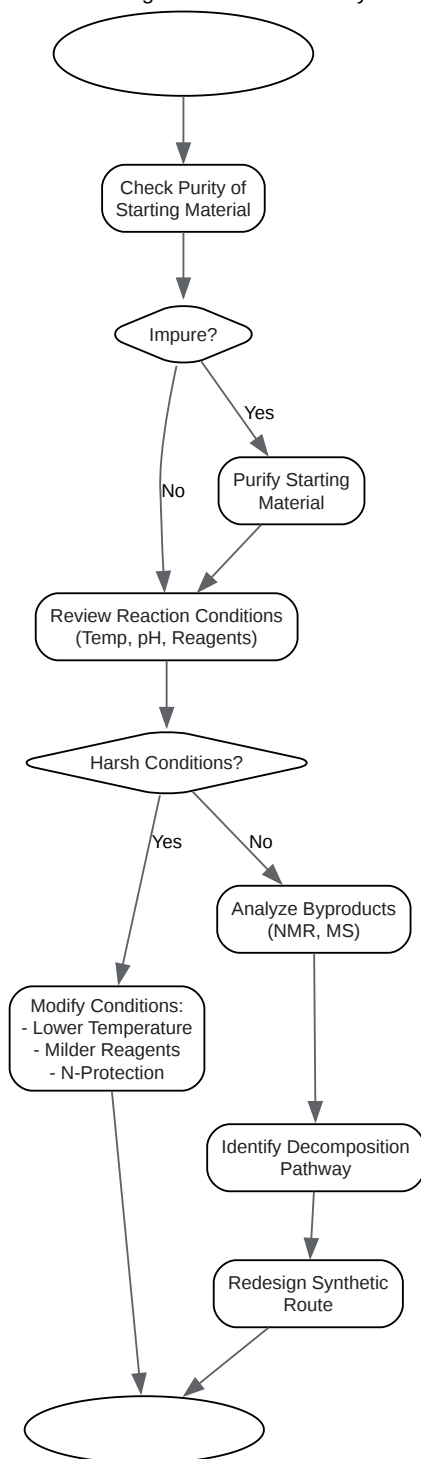 Check Purity of
Starting Material
Impure?
Yes
No
Purify Starting
Material
Review Reaction Conditions
(Temp, pH, Reagents)
Harsh Conditions?
Yes
No
Analyze Byproducts
(NMR, MS)
Modify Conditions:
- Lower Temperature
- Milder Reagents
- N-Protection
Identify Decomposition
Pathway
Redesign Synthetic
Route